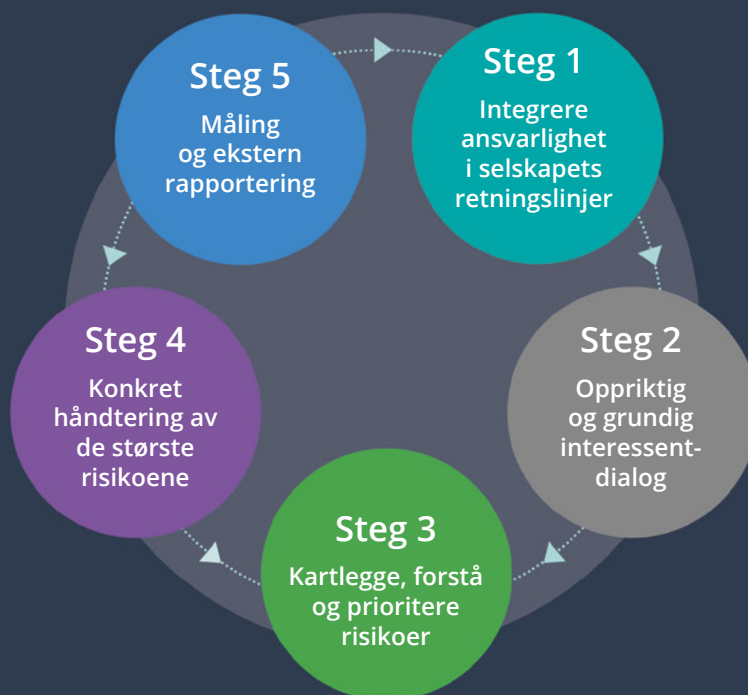 Steg 1
Integrere
ansvarlighet
i selskapets
retningslinjer
Steg 2
Oppriktig
og grundig
interessent-
dialog
Steg 3
Kartlegge, forstå
og prioritere
risikoer
Steg 4
Konkret
håndtering av
de største
risikoene
Steg 5
Måling
og ekstern
rapportering